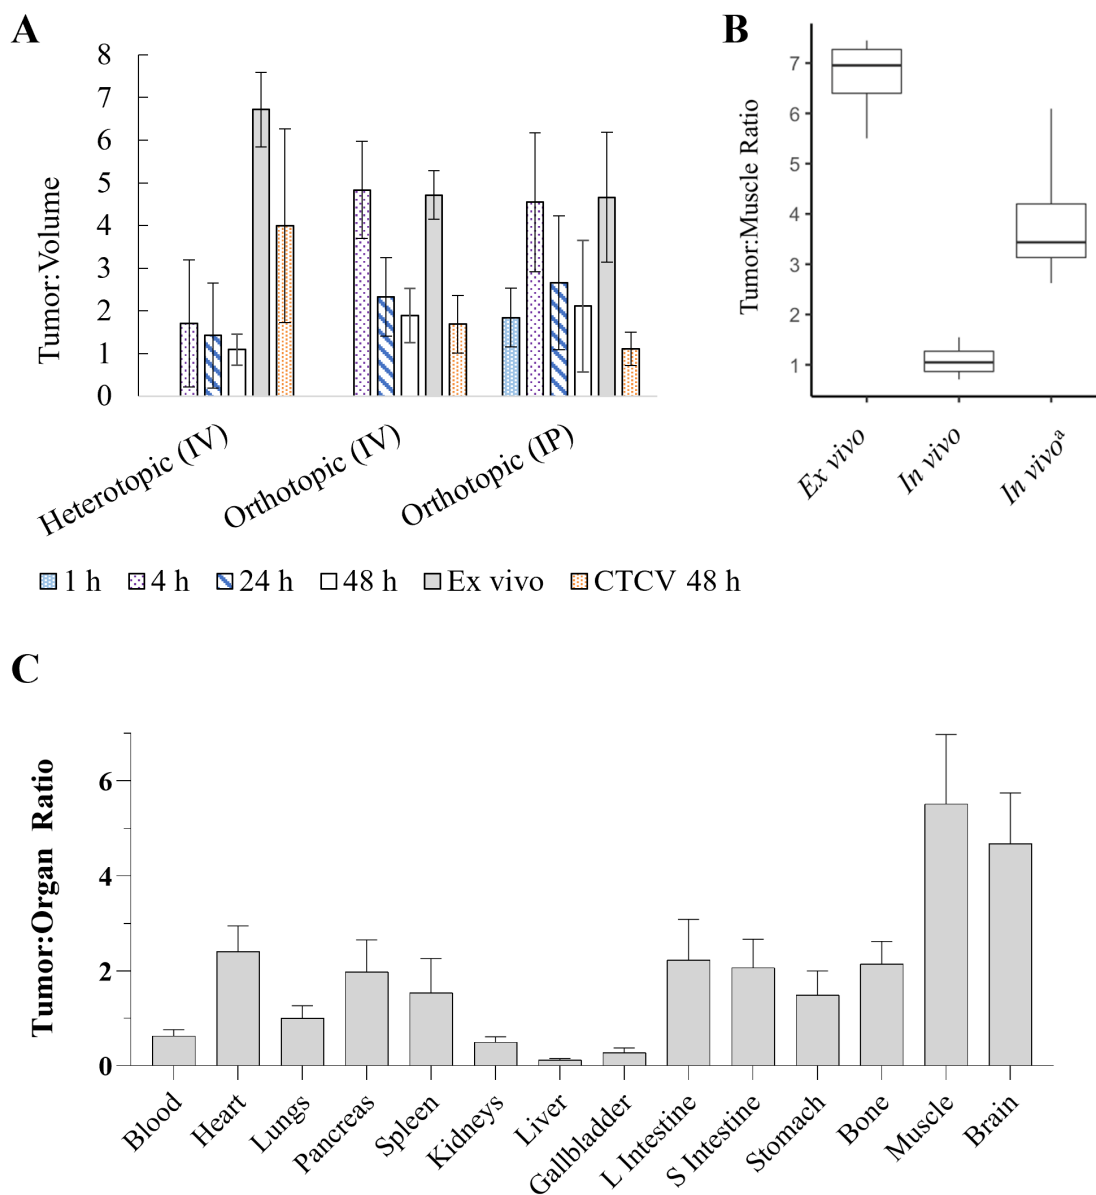 A
Tumor:Volume
8
7
6
5
4
3
2
1
0
Heterotopic (IV)
Orthotopic (IV)
Orthotopic (IP)
1 h
4 h
24 h
48 h
Ex vivo
CTCV 48 h
B
Tumor:Muscle Ratio
7
6
5
4
3
2
1
Ex vivo
In vivo
In vivoᵃ
C
Tumor:Organ Ratio
6
4
2
0
Blood
Heart
Lungs
Pancreas
Spleen
Kidneys
Liver
Gallbladder
L Intestine
S Intestine
Stomach
Bone
Muscle
Brain